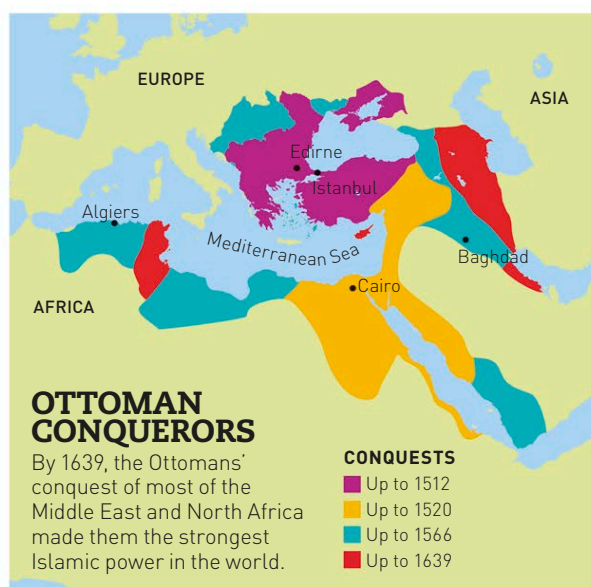 EUROPE
ASIA
Edirne
Istanbul
Algiers
Mediterranean Sea
Baghdad
Cairo
AFRICA
OTTOMAN
CONQUERORS
By 1639, the Ottomans’
conquest of most of the
Middle East and North Africa
made them the strongest
Islamic power in the world.
CONQUESTS
Up to 1512
Up to 1520
Up to 1566
Up to 1639